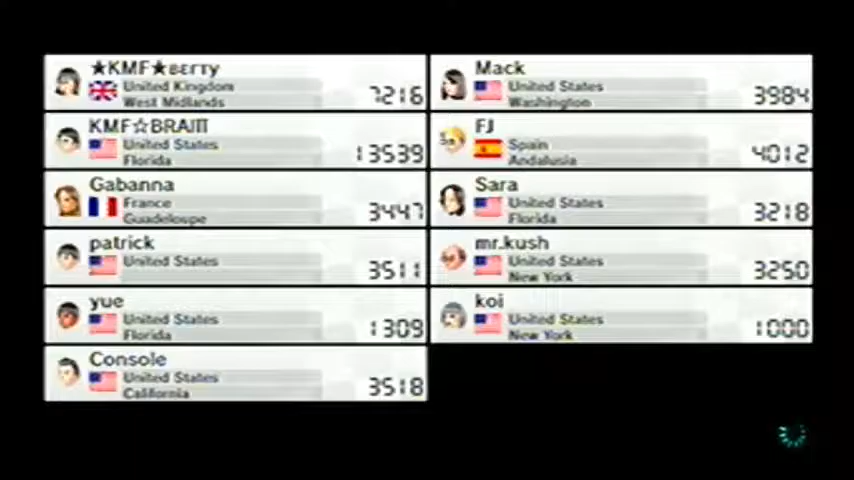 ★KMF★вεгтy
United Kingdom
West Midlands
7216
KMF☆BRAIII
United States
Florida
13539
Gabanna
France
Guadeloupe
3447
patrick
United States
3511
yue
United States
Florida
1309
Console
United States
California
3518
Mack
United States
Washington
3984
FJ
Spain
Andalusia
4012
Sara
United States
Florida
3218
mr.kush
United States
New York
3250
koi
United States
New York
1000